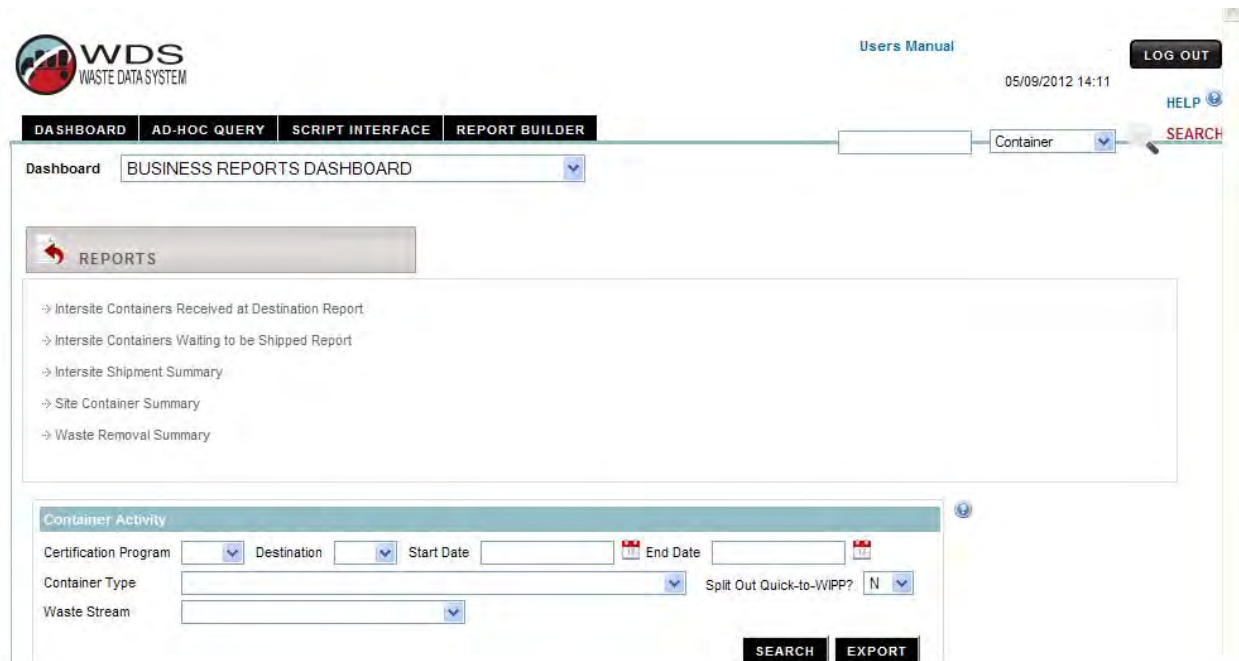 WDS
WASTE DATA SYSTEM
Users Manual
LOG OUT
05/09/2012 14:11
HELP
DASHBOARD AD-HOC QUERY SCRIPT INTERFACE REPORT BUILDER
Container
SEARCH
Dashboard BUSINESS REPORTS DASHBOARD
REPORTS
Intersite Containers Received at Destination Report
Intersite Containers Waiting to be Shipped Report
Intersite Shipment Summary
Site Container Summary
Waste Removal Summary
Container Activity
Certification Program Destination Start Date End Date
Container Type Split Out Quick-to-WIPP? N
Waste Stream
SEARCH EXPORT